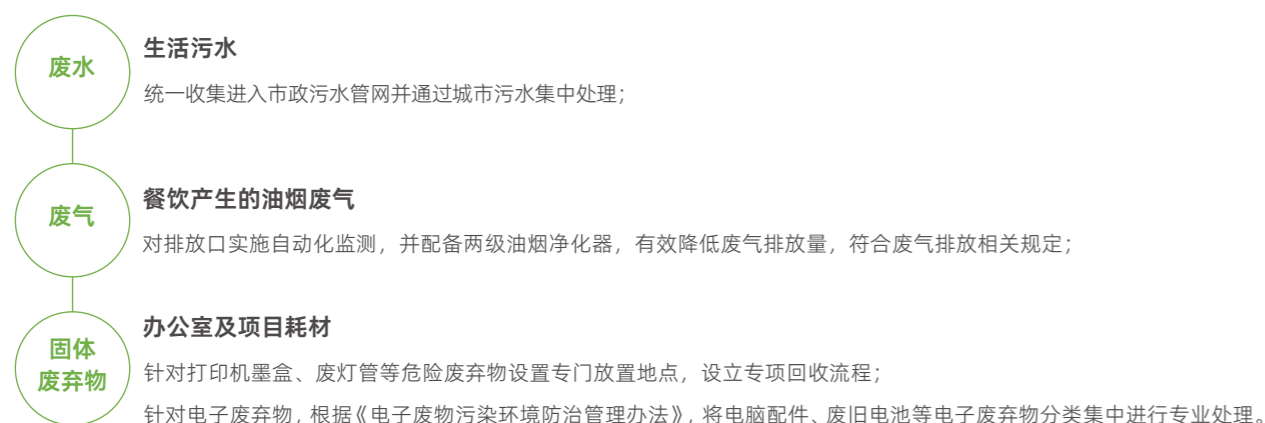 废水
生活污水
统一收集进入市政污水管网并通过城市污水集中处理；
废气
餐饮产生的油烟废气
对排放口实施自动化监测，并配备两级油烟净化器，有效降低废气排放量，符合废气排放相关规定；
固体
废弃物
办公室及项目耗材
针对打印机墨盒、废灯管等危险废弃物设置专门放置地点，设立专项回收流程；
针对电子废弃物，根据《电子废物污染环境防治管理办法》，将电脑配件、废旧电池等电子废弃物分类集中进行专业处理。